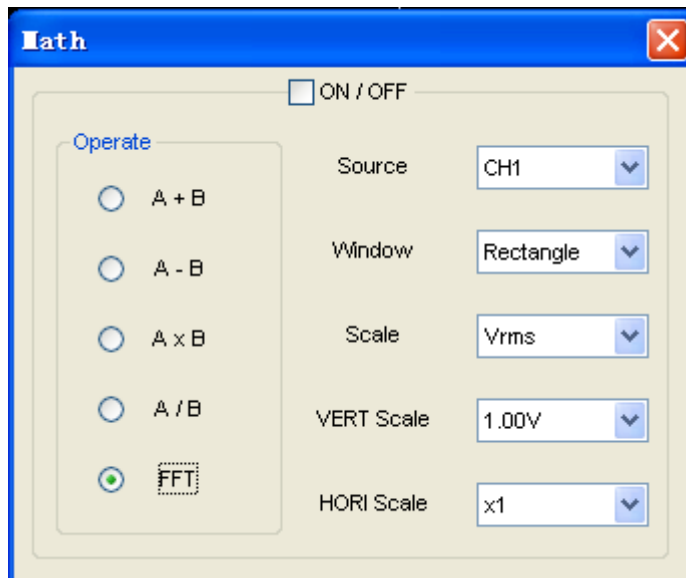 Math
ON / OFF
Operate
A + B
A - B
A x B
A / B
FFT
Source CH1
Window Rectangle
Scale Vrms
VERT Scale 1.00V
HORI Scale x1